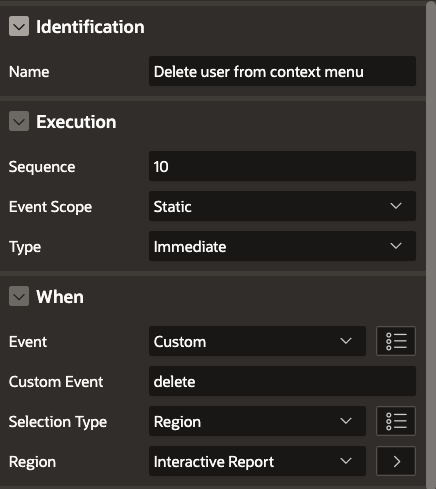 Identification
Name Delete user from context menu
Execution
Sequence 10
Event Scope Static
Type Immediate
When
Event Custom
Custom Event delete
Selection Type Region
Region Interactive Report